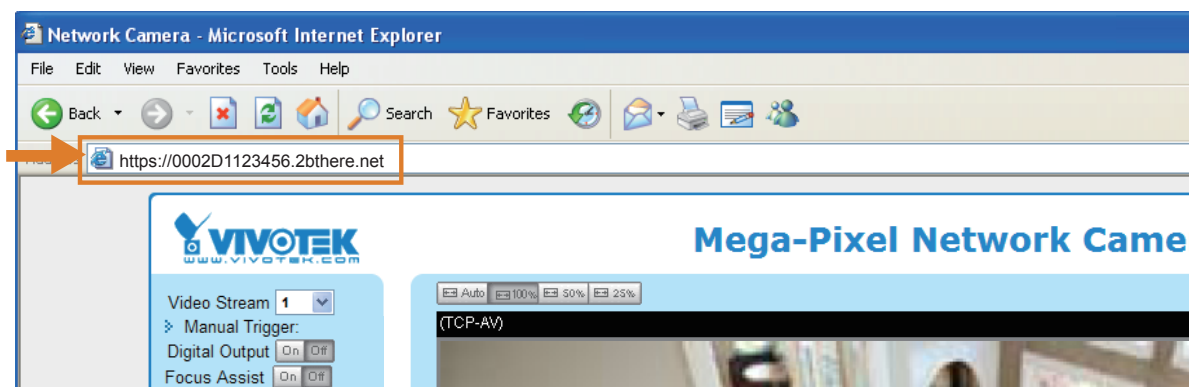 Network Camera - Microsoft Internet Explorer
File Edit View Favorites Tools Help
Back Search Favorites
https://0002D1123456.2bthere.net
VIVOTEK
www.vivotek.com
Mega-Pixel Network Came
Auto 100% 50% 25%
Video Stream 1
(TCP-AV)
Manual Trigger:
Digital Output On Off
Focus Assist On Off